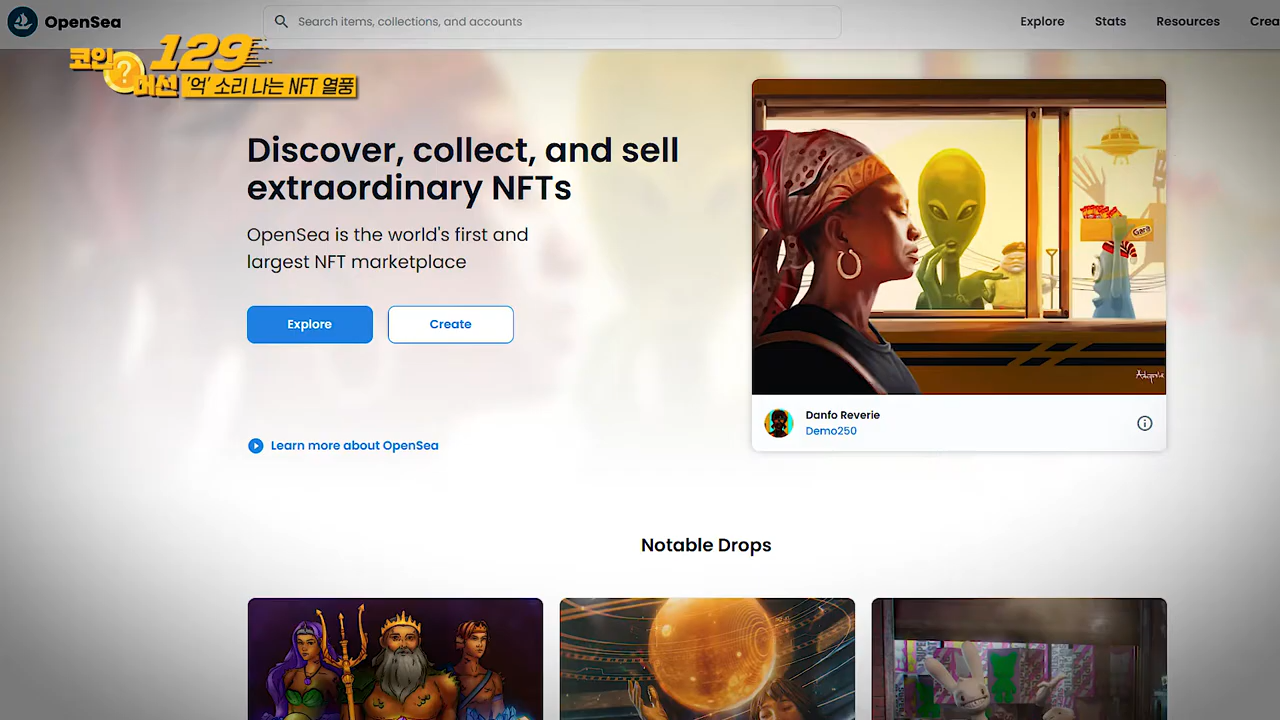 OpenSea
Search items, collections, and accounts
Explore
Stats
Resources
Crea
코인 129
머신 '억' 소리 나는 NFT 열풍
Discover, collect, and sell
extraordinary NFTs
OpenSea is the world's first and
largest NFT marketplace
Explore
Create
Gala
Danfo Reverie
Demo250
Learn more about OpenSea
Notable Drops